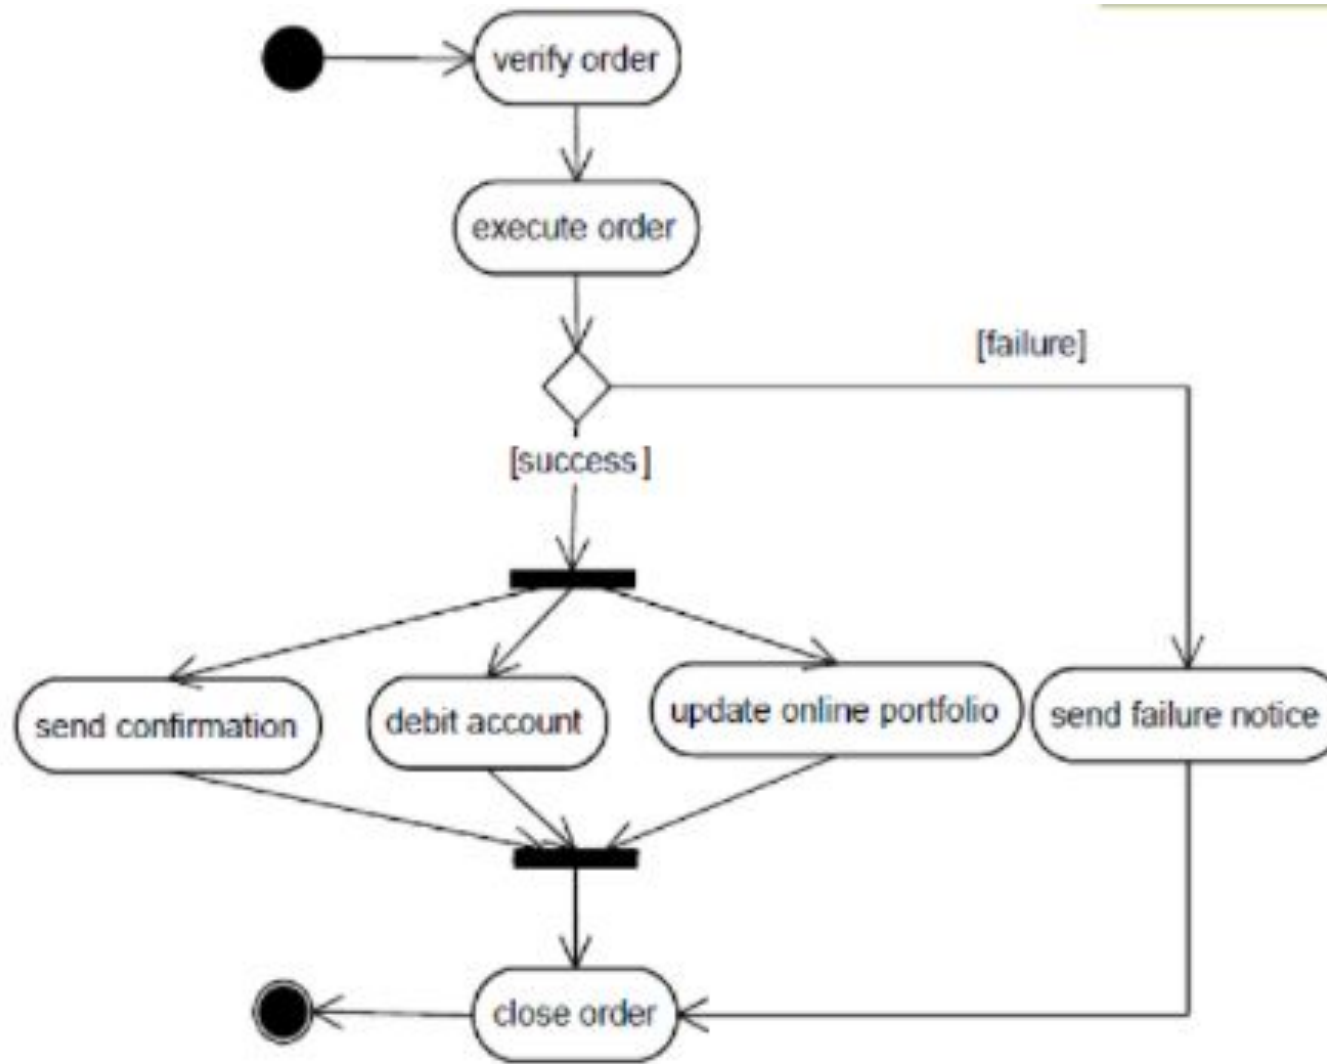 verify order
execute order
[failure]
[success]
send confirmation
debit account
update online portfolio
send failure notice
close order